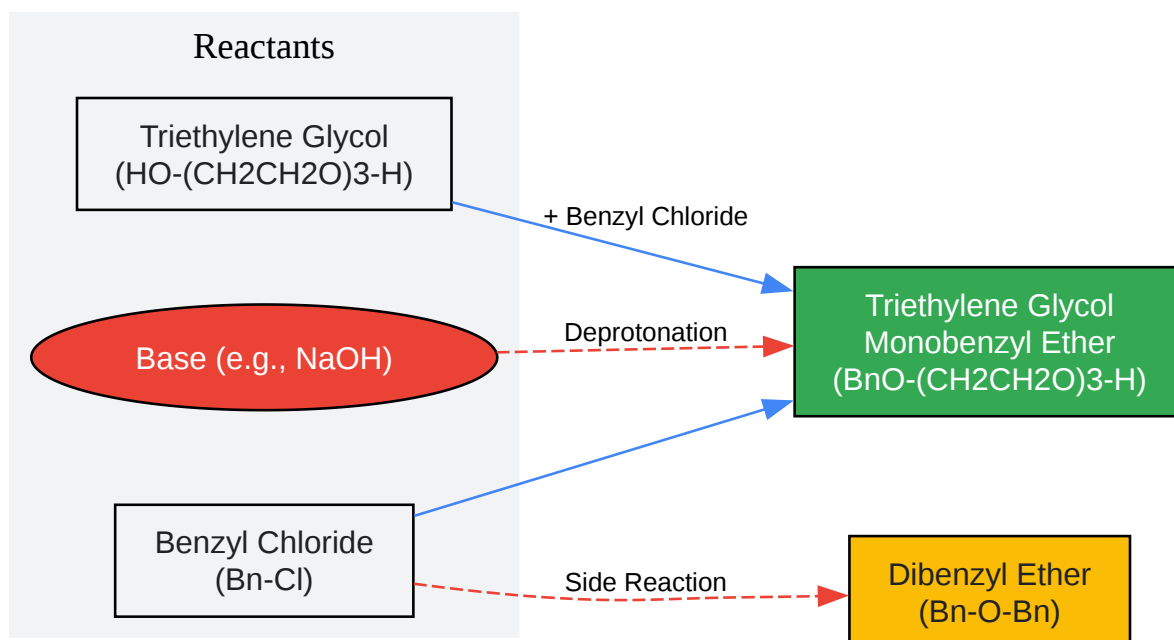 Reactants
Triethylene Glycol
(HO-(CH2CH2O)3-H)
+ Benzyl Chloride
Triethylene Glycol
Monobenzyl Ether
(BnO-(CH2CH2O)3-H)
Deprotonation
Base (e.g., NaOH)
Benzyl Chloride
(Bn-Cl)
Side Reaction
Dibenzyl Ether
(Bn-O-Bn)